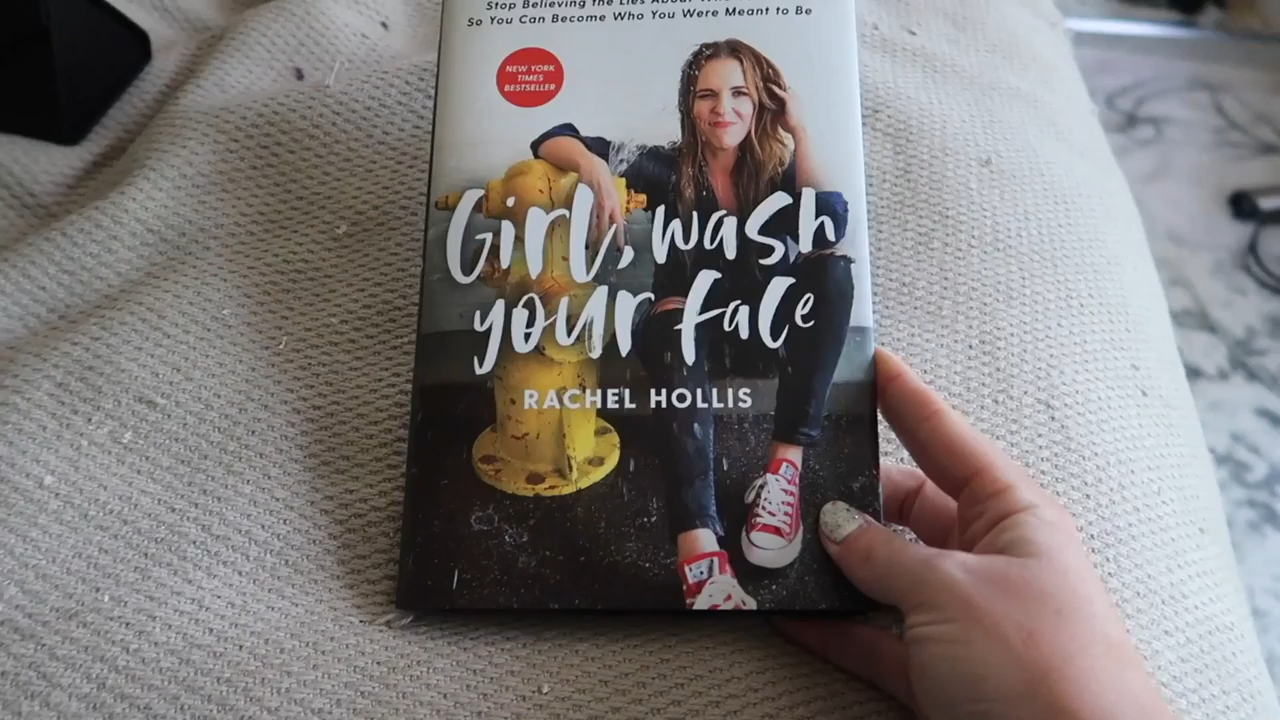 Stop Believing the Lies About Who
So You Can Become Who You Were Meant to Be
NEW YORK
TIMES
BESTSELLER
Girl, wash
your face
RACHEL HOLLIS